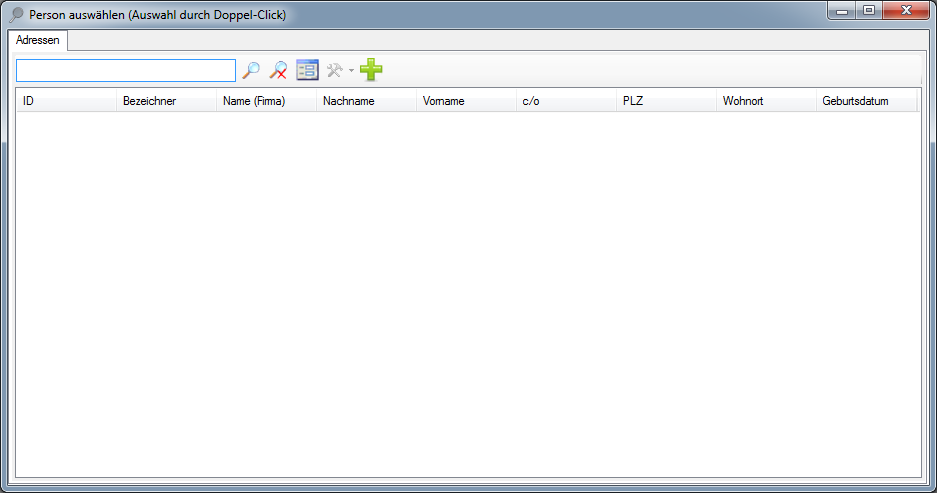 Person auswählen (Auswahl durch Doppel-Click)
Adressen
ID Bezeichner Name (Firma) Nachname Vorname c/o PLZ Wohnort Geburtsdatum